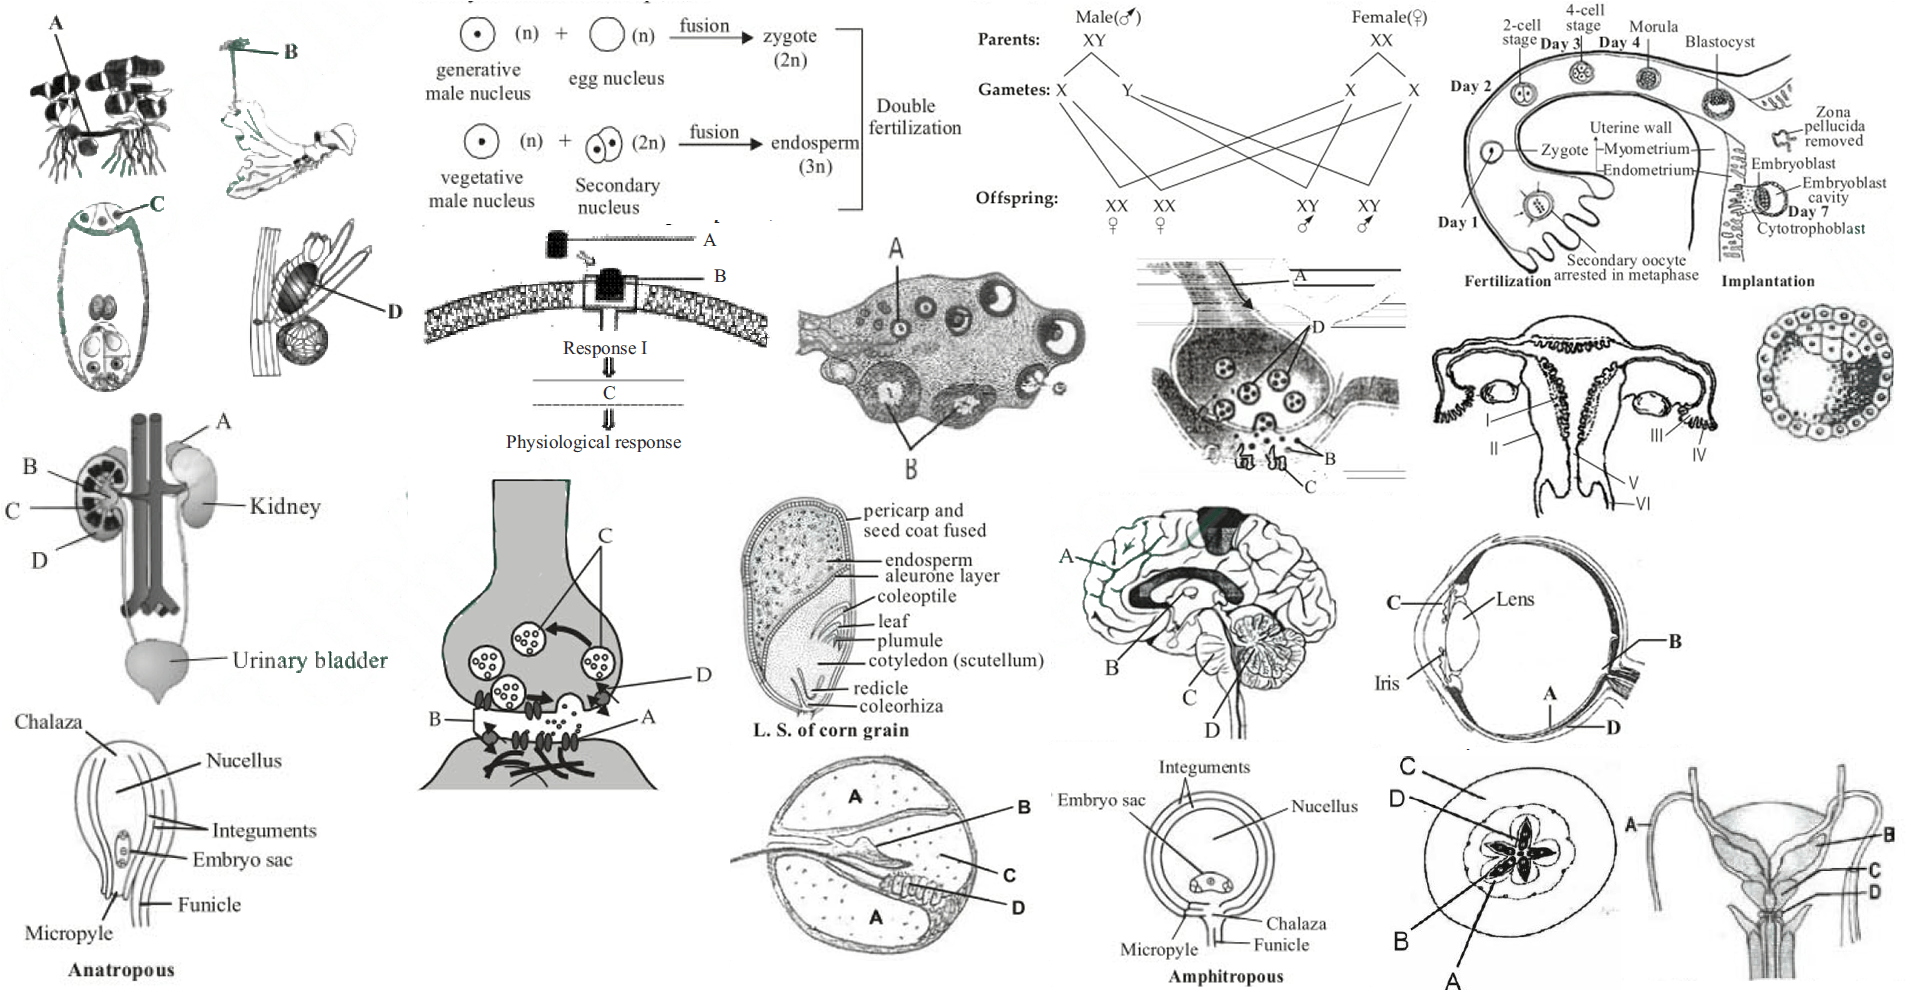 A
B
C
D
(n) + (n) fusion zygote
(2n)
generative
male nucleus
egg nucleus
(n) + (2n) fusion endosperm
(3n)
vegetative
male nucleus
Secondary
nucleus
Double
fertilization
Male(♂) Female(♀)
Parents: XY XX
Gametes: X Y X X
Offspring: XX XX XY XY
♀ ♀ ♂ ♂
2-cell
stage
4-cell
stage
Morula
Blastocyst
Day 3
Day 4
Day 2
Day 1
Zygote
Uterine wall
Myometrium
Endometrium
Zona
pellucida
removed
Embryoblast
Embryoblast
cavity
Day 7
Cytotrophoblast
Secondary oocyte
arrested in metaphase
Fertilization
Implantation
A
B
Response I
C
Physiological response
A
B
A
D
B
C
I
II
III
IV
V
VI
A
B
C
D
Kidney
Urinary bladder
C
D
B
A
pericarp and
seed coat fused
endosperm
aleurone layer
coleoptile
leaf
plumule
cotyledon (scutellum)
redicle
coleorhiza
L. S. of corn grain
A
B
C
D
C
Lens
B
Iris
A
D
Chalaza
Nucellus
Integuments
Embryo sac
Funicle
Micropyle
Anatropous
A
B
C
A
D
Integuments
Embryo sac
Nucellus
Chalaza
Micropyle
Funicle
Amphitropous
C
D
B
A
A
B
C
D